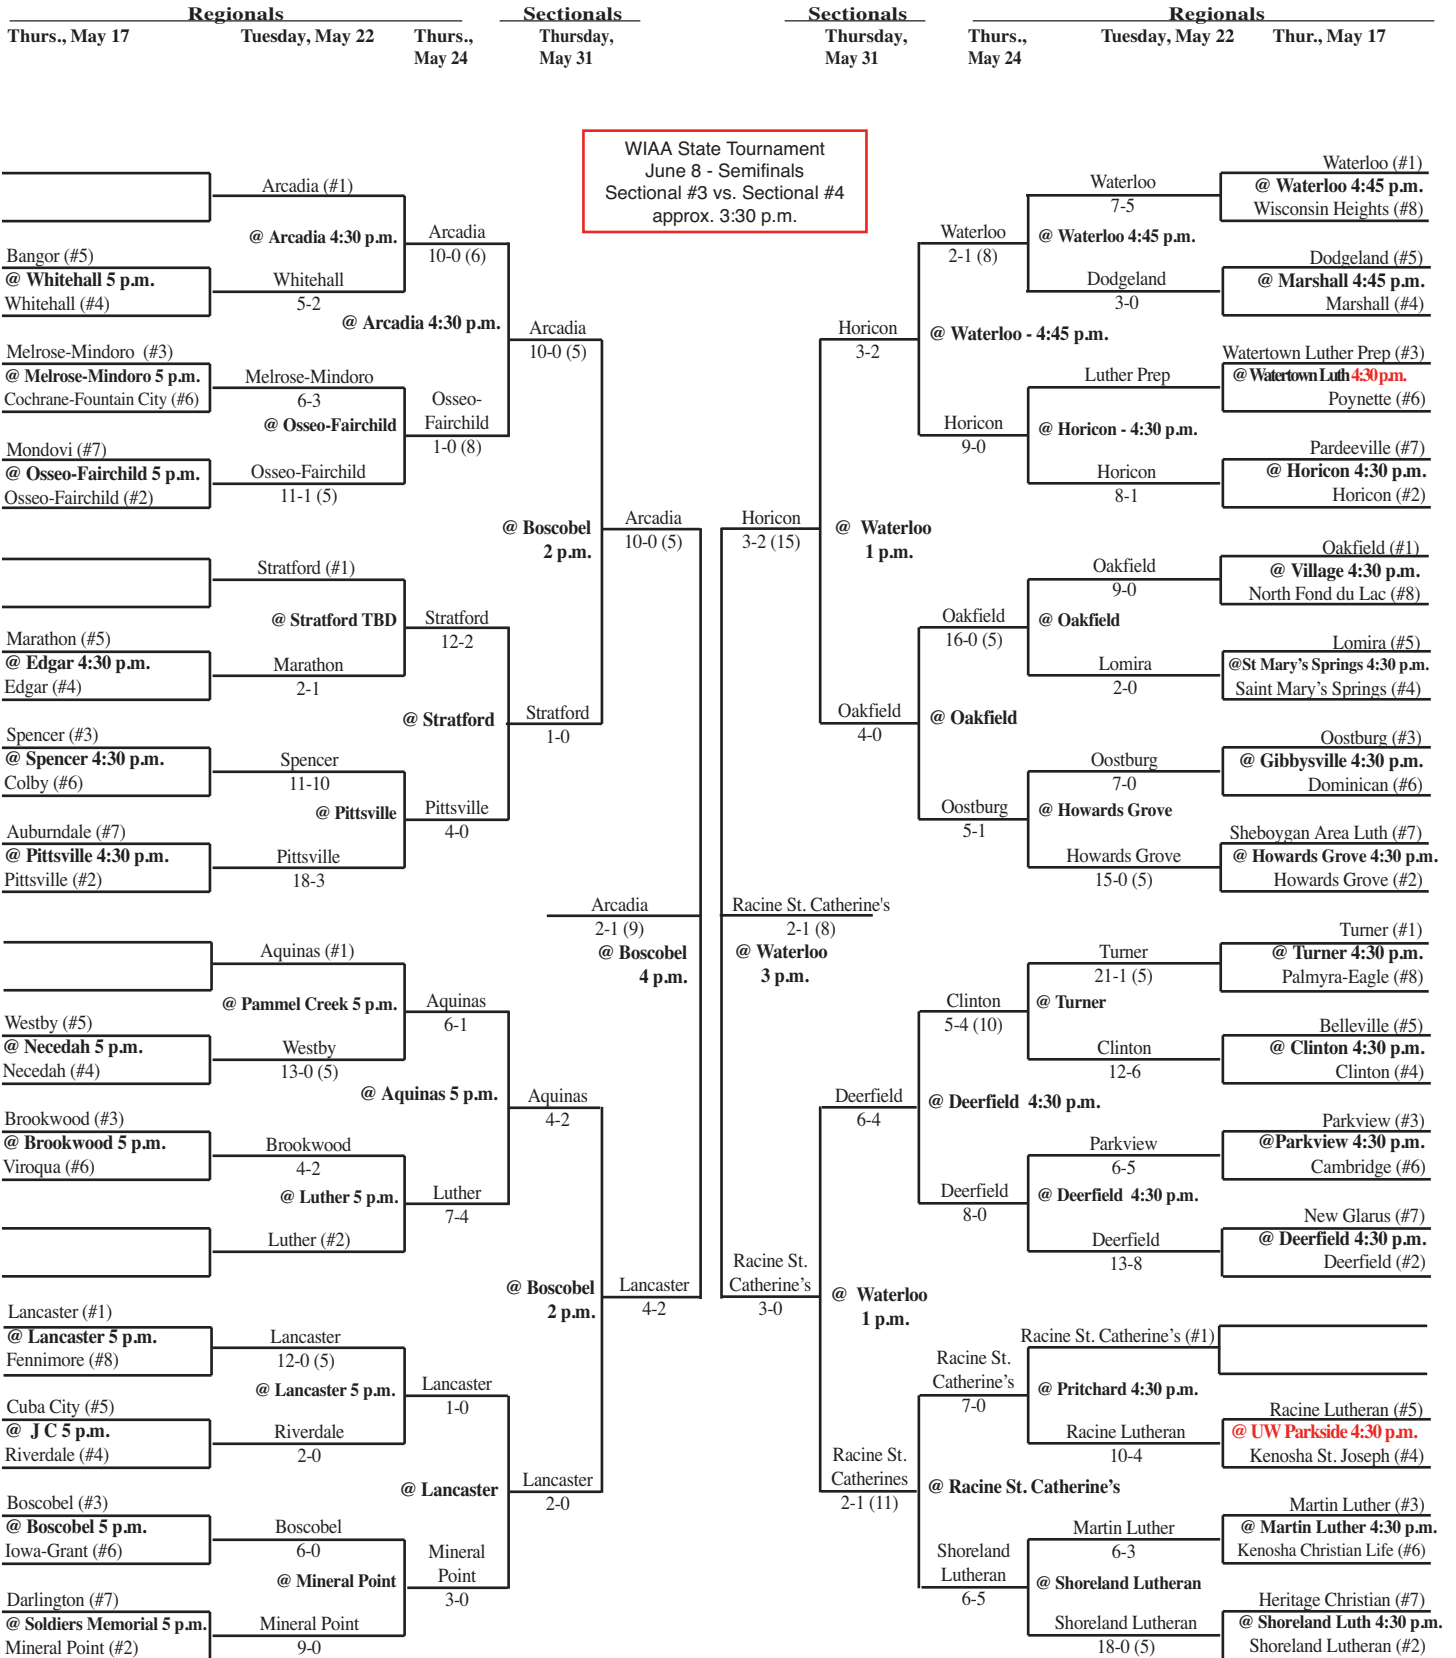 Regionals
Sectionals
Sectionals
Regionals
Thurs., May 17
Tuesday, May 22
Thurs.,
May 24
Thursday,
May 31
Thursday,
May 31
Thurs.,
May 24
Tuesday, May 22
Thur., May 17
WIAA State Tournament
June 8 - Semifinals
Sectional #3 vs. Sectional #4
approx. 3:30 p.m.
Arcadia (#1)
@ Arcadia 4:30 p.m.
Bangor (#5)
@ Whitehall 5 p.m.
Whitehall (#4)
Whitehall
5-2
Arcadia
10-0 (6)
@ Arcadia 4:30 p.m.
Melrose-Mindoro (#3)
@ Melrose-Mindoro 5 p.m.
Cochrane-Fountain City (#6)
Melrose-Mindoro
6-3
@ Osseo-Fairchild
Mondovi (#7)
@ Osseo-Fairchild 5 p.m.
Osseo-Fairchild (#2)
Osseo-Fairchild
11-1 (5)
Osseo-
Fairchild
1-0 (8)
Arcadia
10-0 (5)
@ Boscobel
2 p.m.
Arcadia
10-0 (5)
Stratford (#1)
@ Stratford TBD
Marathon (#5)
@ Edgar 4:30 p.m.
Edgar (#4)
Marathon
2-1
Stratford
12-2
@ Stratford
Spencer (#3)
@ Spencer 4:30 p.m.
Colby (#6)
Spencer
11-10
@ Pittsville
Auburndale (#7)
@ Pittsville 4:30 p.m.
Pittsville (#2)
Pittsville
18-3
Pittsville
4-0
Stratford
1-0
Arcadia
2-1 (9)
@ Boscobel
4 p.m.
Aquinas (#1)
@ Pammel Creek 5 p.m.
Westby (#5)
@ Necedah 5 p.m.
Necedah (#4)
Westby
13-0 (5)
Aquinas
6-1
@ Aquinas 5 p.m.
Brookwood (#3)
@ Brookwood 5 p.m.
Viroqua (#6)
Brookwood
4-2
@ Luther 5 p.m.
Luther (#2)
Luther
7-4
Aquinas
4-2
@ Boscobel
2 p.m.
Lancaster
4-2
Lancaster (#1)
@ Lancaster 5 p.m.
Fennimore (#8)
Lancaster
12-0 (5)
@ Lancaster 5 p.m.
Cuba City (#5)
@ J C 5 p.m.
Riverdale (#4)
Riverdale
2-0
Lancaster
1-0
@ Lancaster
Boscobel (#3)
@ Boscobel 5 p.m.
Iowa-Grant (#6)
Boscobel
6-0
@ Mineral Point
Darlington (#7)
@ Soldiers Memorial 5 p.m.
Mineral Point (#2)
Mineral Point
9-0
Mineral
Point
3-0
Lancaster
2-0
Waterloo (#1)
@ Waterloo 4:45 p.m.
Wisconsin Heights (#8)
Waterloo
7-5
@ Waterloo 4:45 p.m.
Dodgeland (#5)
@ Marshall 4:45 p.m.
Marshall (#4)
Dodgeland
3-0
Waterloo
2-1 (8)
@ Waterloo - 4:45 p.m.
Watertown Luther Prep (#3)
@ Watertown Luth 4:30 p.m.
Poynette (#6)
Luther Prep
@ Horicon - 4:30 p.m.
Pardeeville (#7)
@ Horicon 4:30 p.m.
Horicon (#2)
Horicon
8-1
Horicon
9-0
Horicon
3-2
@ Waterloo
1 p.m.
Horicon
3-2 (15)
Oakfield (#1)
@ Village 4:30 p.m.
North Fond du Lac (#8)
Oakfield
9-0
@ Oakfield
Lomira (#5)
@St Mary's Springs 4:30 p.m.
Saint Mary's Springs (#4)
Lomira
2-0
Oakfield
16-0 (5)
@ Oakfield
Oostburg (#3)
@ Gibbysville 4:30 p.m.
Dominican (#6)
Oostburg
7-0
@ Howards Grove
Sheboygan Area Luth (#7)
@ Howards Grove 4:30 p.m.
Howards Grove (#2)
Howards Grove
15-0 (5)
Oostburg
5-1
Oakfield
4-0
Racine St. Catherine's
2-1 (8)
@ Waterloo
3 p.m.
Turner (#1)
@ Turner 4:30 p.m.
Palmyra-Eagle (#8)
Turner
21-1 (5)
@ Turner
Belleville (#5)
@ Clinton 4:30 p.m.
Clinton (#4)
Clinton
12-6
Clinton
5-4 (10)
@ Deerfield 4:30 p.m.
Parkview (#3)
@Parkview 4:30 p.m.
Cambridge (#6)
Parkview
6-5
@ Deerfield 4:30 p.m.
New Glarus (#7)
@ Deerfield 4:30 p.m.
Deerfield (#2)
Deerfield
13-8
Deerfield
8-0
Deerfield
6-4
@ Waterloo
1 p.m.
Racine St.
Catherine's
3-0
Racine St. Catherine's (#1)
@ Pritchard 4:30 p.m.
Racine Lutheran (#5)
@ UW Parkside 4:30 p.m.
Kenosha St. Joseph (#4)
Racine Lutheran
10-4
Racine St.
Catherine's
7-0
@ Racine St. Catherine's
Martin Luther (#3)
@ Martin Luther 4:30 p.m.
Kenosha Christian Life (#6)
Martin Luther
6-3
@ Shoreland Lutheran
Heritage Christian (#7)
@ Shoreland Luth 4:30 p.m.
Shoreland Lutheran (#2)
Shoreland Lutheran
18-0 (5)
Shoreland
Lutheran
6-5
Racine St.
Catherines
2-1 (11)